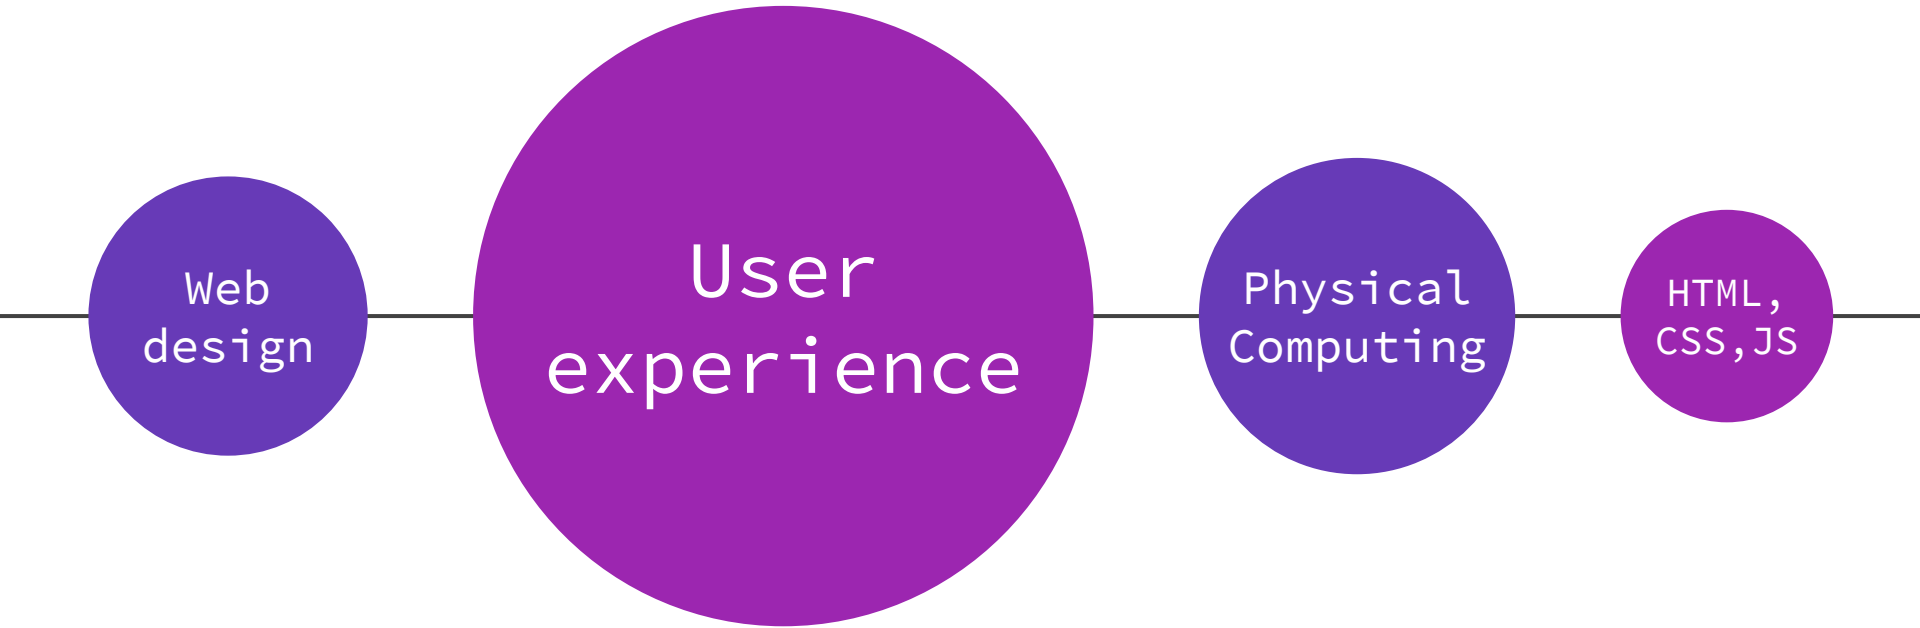 Web
design
User
experience
Physical
Computing
HTML,
CSS,JS